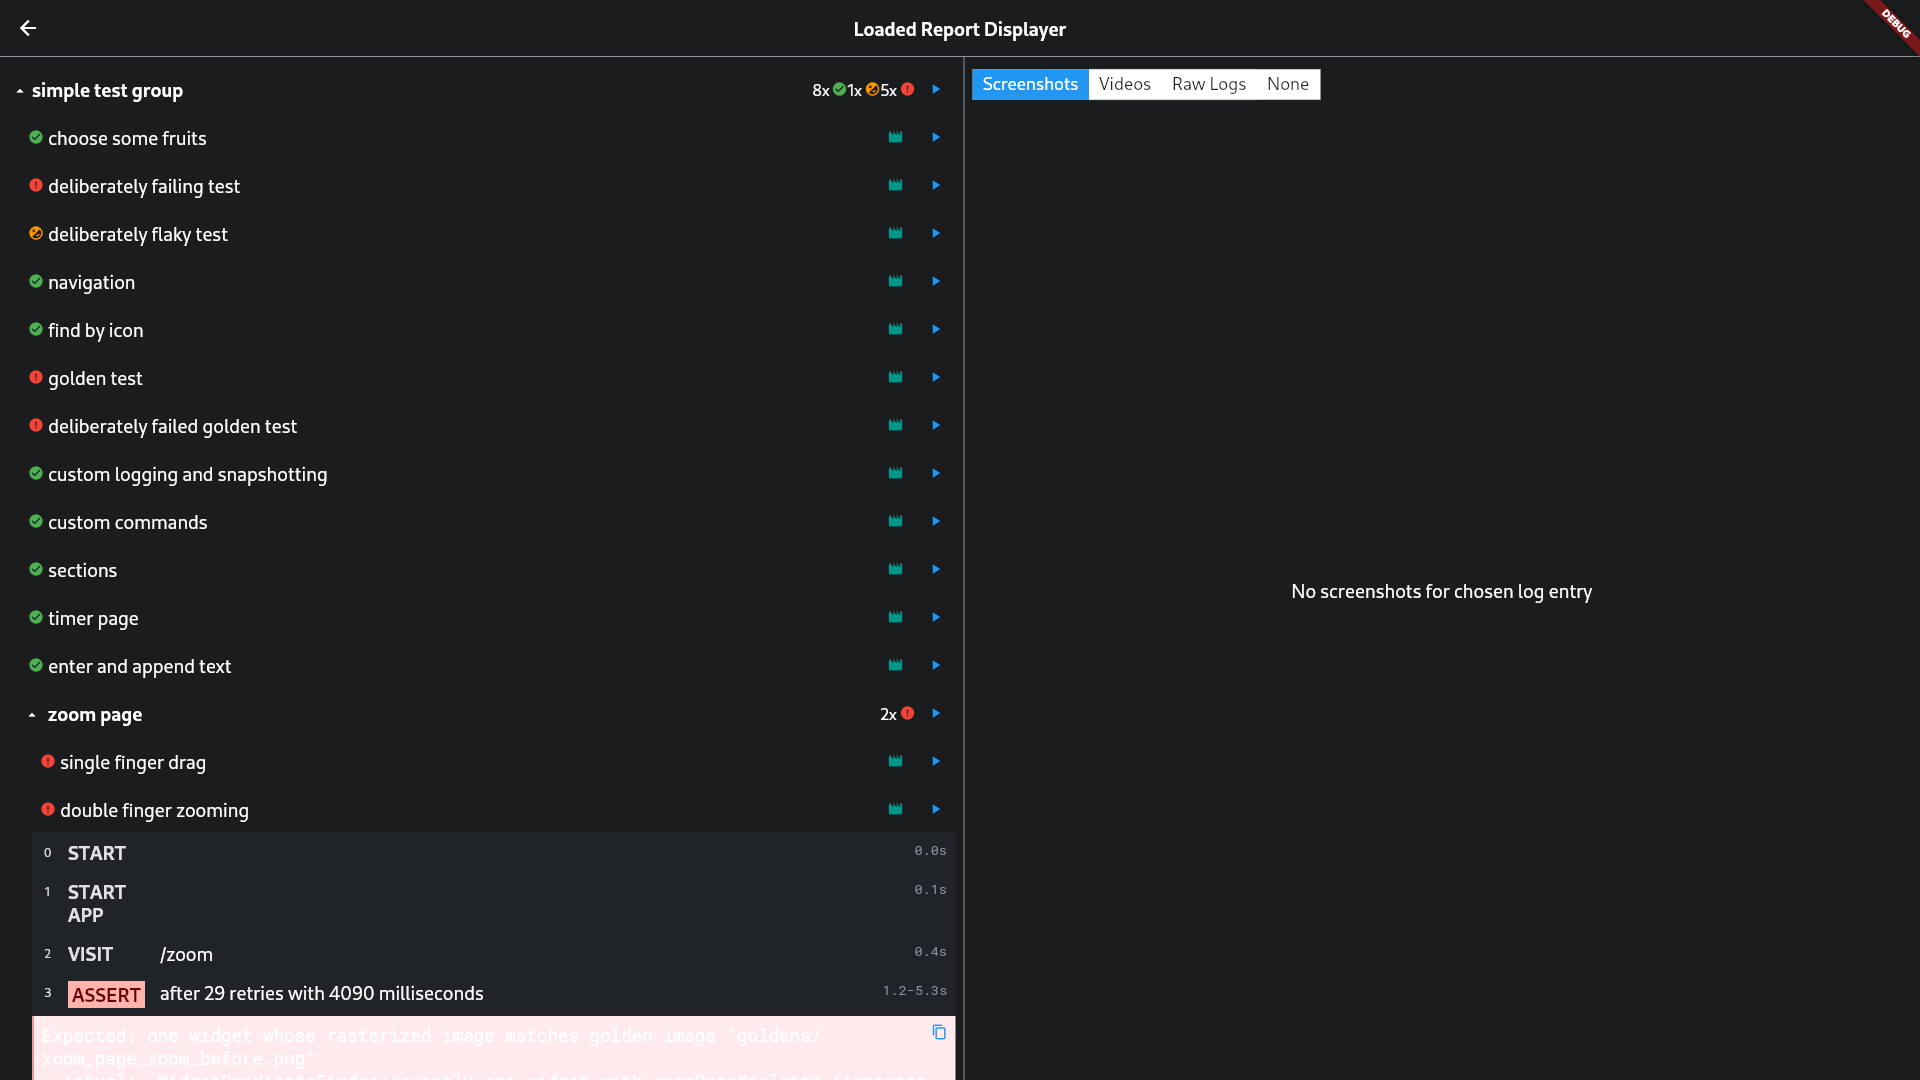 Loaded Report Displayer
DEBUG
simple test group
8x 1x 5x
choose some fruits
deliberately failing test
deliberately flaky test
navigation
find by icon
golden test
deliberately failed golden test
custom logging and snapshotting
custom commands
sections
timer page
enter and append text
zoom page 2x
single finger drag
double finger zooming
0 START 0.0s
1 START APP 0.1s
2 VISIT /zoom 0.4s
3 ASSERT after 29 retries with 4090 milliseconds 1.2-5.3s
Expected: one widget whose rasterized image matches golden image "goldens/
zoom_page_zoom_before.png"
Screenshots Videos Raw Logs None
No screenshots for chosen log entry